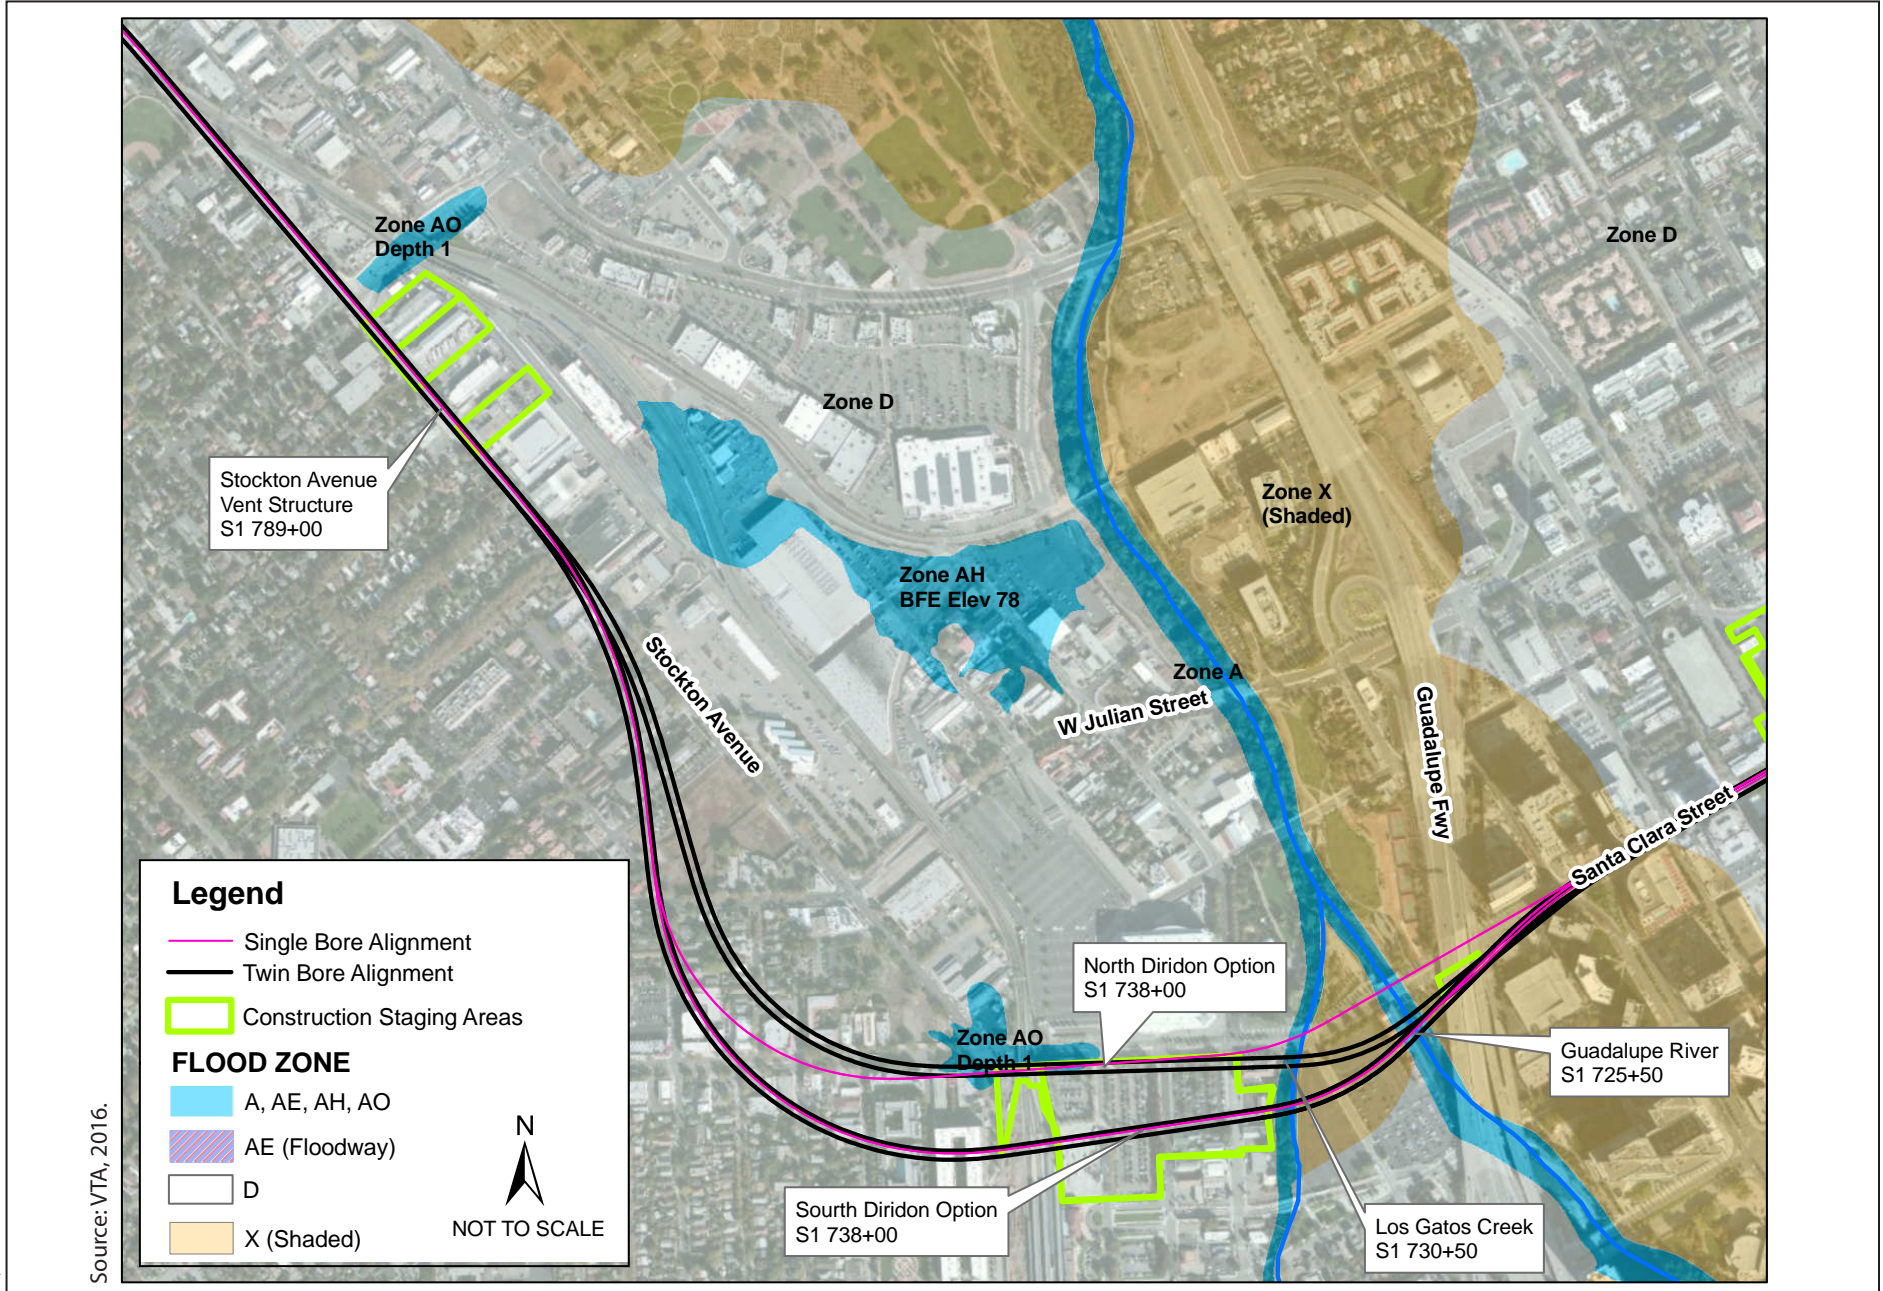 Zone AO
Depth 1
Zone D
Zone D
Stockton Avenue
Vent Structure
S1 789+00
Zone X
(Shaded)
Zone AH
BFE Elev 78
Stockton Avenue
Zone A
W Julian Street
Guadalupe Fwy
Santa Clara Street
Legend
Single Bore Alignment
Twin Bore Alignment
Construction Staging Areas
FLOOD ZONE
A, AE, AH, AO
AE (Floodway)
D
X (Shaded)
N
NOT TO SCALE
North Diridon Option
S1 738+00
Zone AO
Depth 1
Guadalupe River
S1 725+50
Sourth Diridon Option
S1 738+00
Los Gatos Creek
S1 730+50
Source: VTA, 2016.